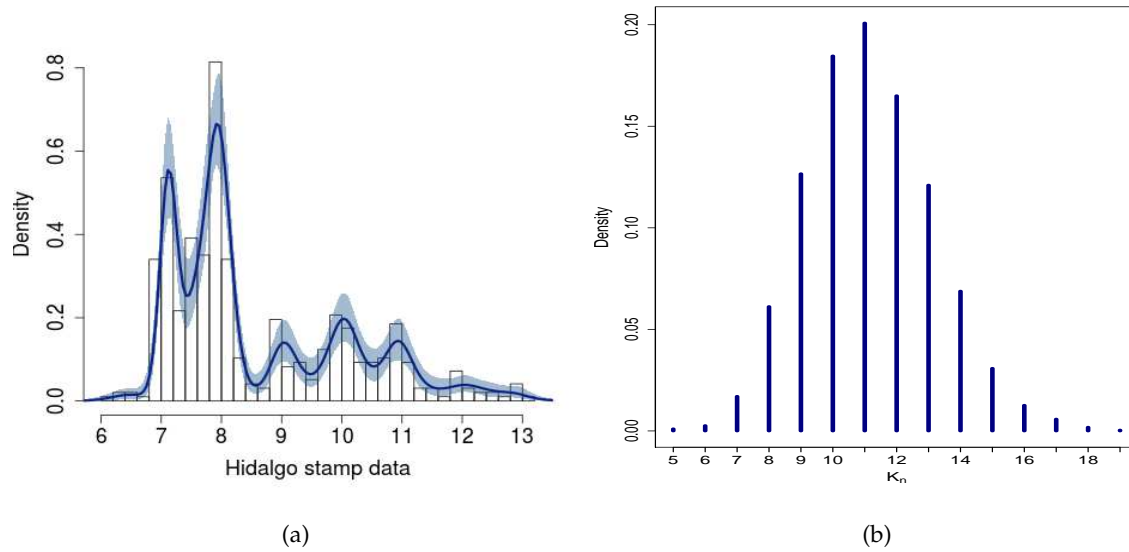 0.8
0.6
0.4
0.2
0.0
Density
6 7 8 9 10 11 12 13
Hidalgo stamp data
(a)
0.20
0.15
0.10
0.05
0.00
Density
5 6 7 8 9 10 12 14 16 18
Kn
(b)